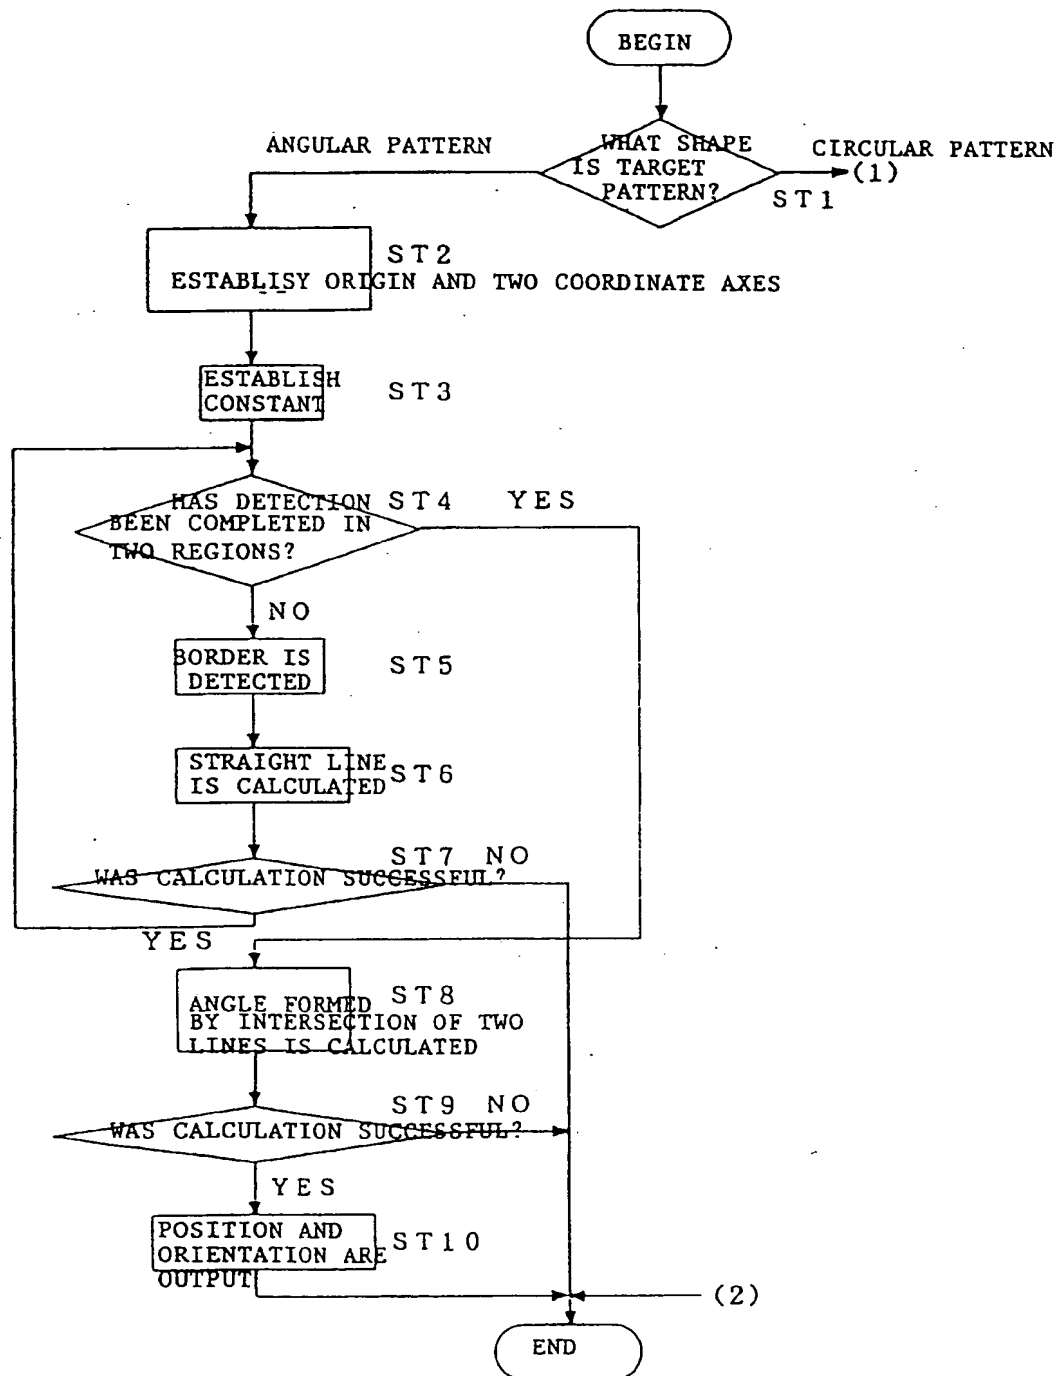 BEGIN
ANGULAR PATTERN
WHAT SHAPE
IS TARGET
PATTERN?
CIRCULAR PATTERN
(1)
ST1
ST2
ESTABLISY ORIGIN AND TWO COORDINATE AXES
ESTABLISH
CONSTANT
ST3
HAS DETECTION
BEEN COMPLETED IN
TWO REGIONS?
ST4
YES
NO
BORDER IS
DETECTED
ST5
STRAIGHT LINE
IS CALCULATED
ST6
ST7 NO
WAS CALCULATION SUCCESSFUL?
YES
ST8
ANGLE FORMED
BY INTERSECTION OF TWO
LINES IS CALCULATED
ST9 NO
WAS CALCULATION SUCCESSFUL?
YES
POSITION AND
ORIENTATION ARE
OUTPUT
ST10
(2)
END